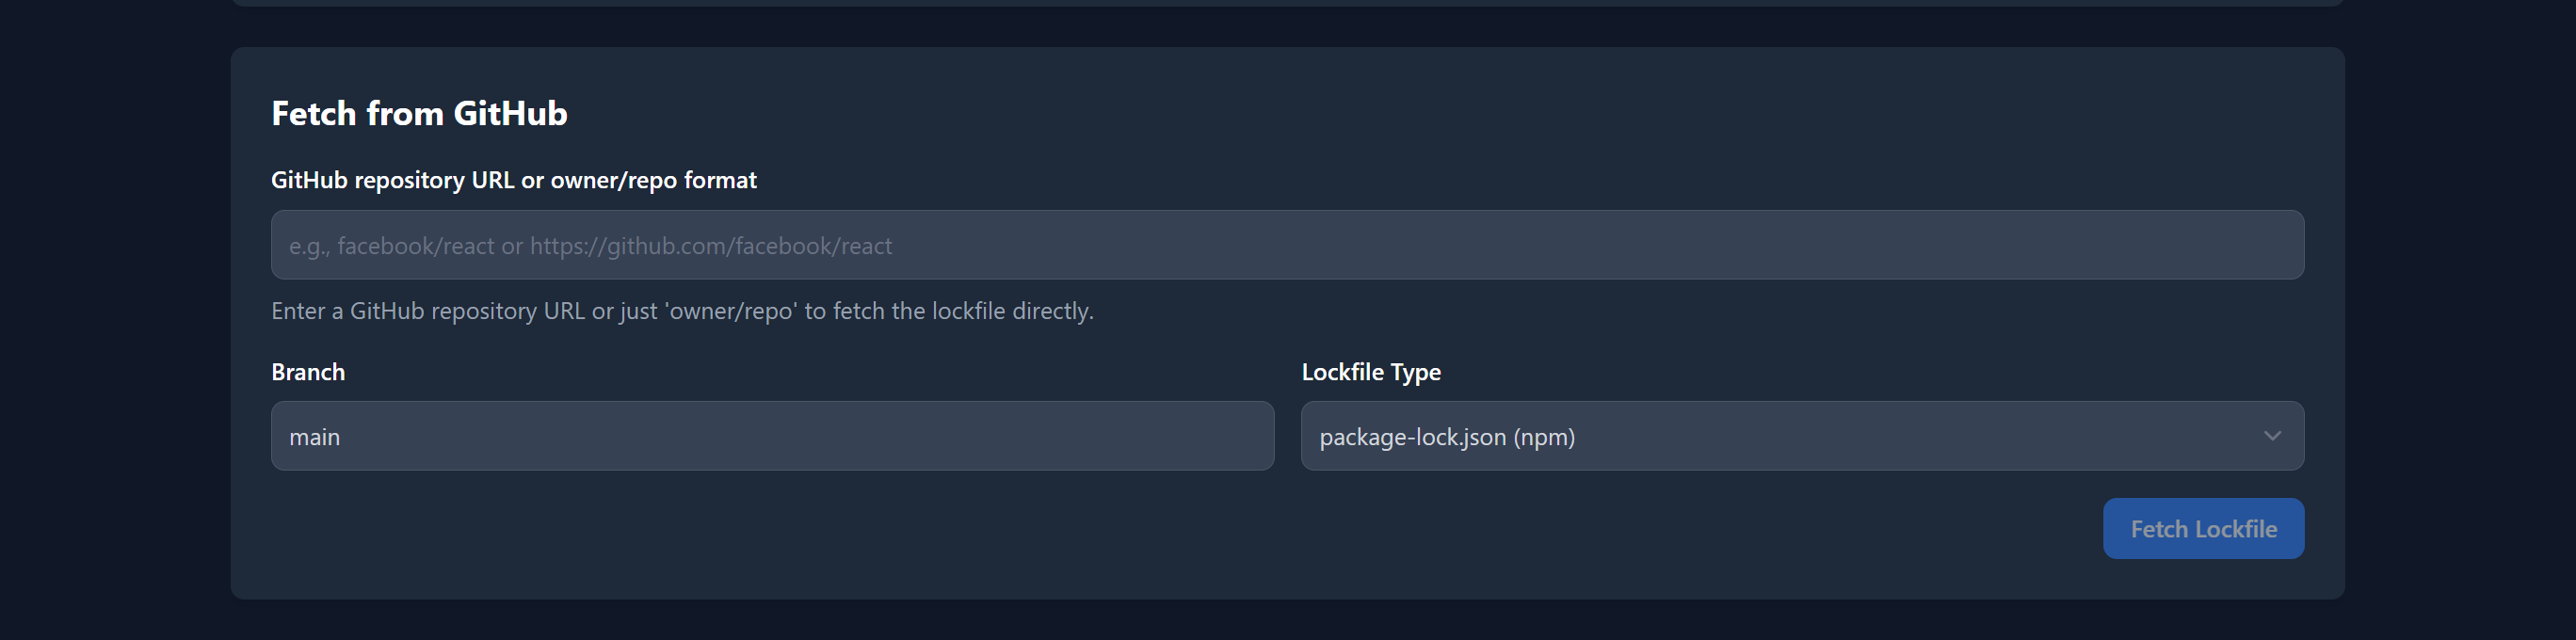 Fetch from GitHub
GitHub repository URL or owner/repo format
e.g., facebook/react or https://github.com/facebook/react
Enter a GitHub repository URL or just 'owner/repo' to fetch the lockfile directly.
Branch
main
Lockfile Type
package-lock.json (npm)
Fetch Lockfile